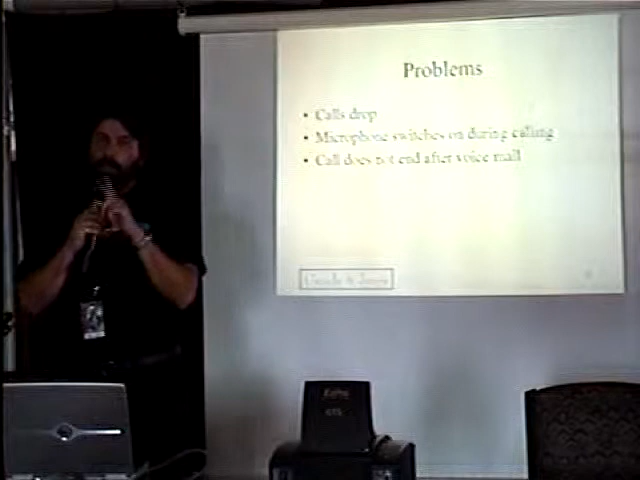 Problems
• Calls drop
• Microphone switches on during calling
• Call does not end after voice mail